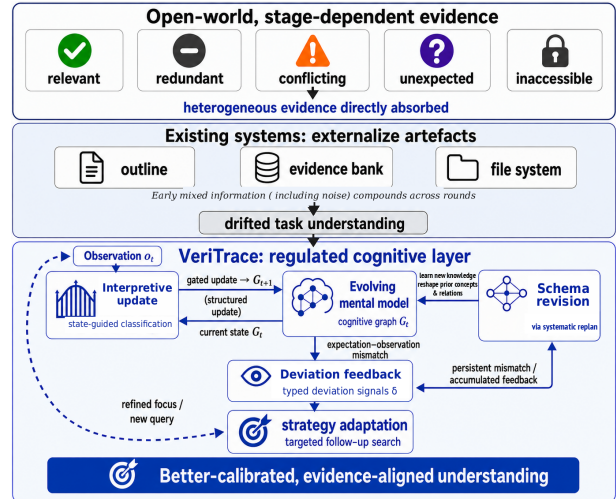 Open-world, stage-dependent evidence
relevant
redundant
conflicting
unexpected
inaccessible
heterogeneous evidence directly absorbed
Existing systems: externalize artefacts
outline
evidence bank
file system
Early mixed information ( including noise) compounds across rounds
drifted task understanding
VeriTrace: regulated cognitive layer
Observation o_t
Interpretive
update
state-guided classification
gated update → G_{t+1}
(structured
update)
current state G_t
Evolving
mental model
cognitive graph G_t
learn new knowledge
reshape prior concepts
& relations
Schema
revision
via systematic replan
expectation–observation
mismatch
Deviation feedback
typed deviation signals δ
persistent mismatch /
accumulated feedback
refined focus /
new query
strategy adaptation
targeted follow-up search
Better-calibrated, evidence-aligned understanding